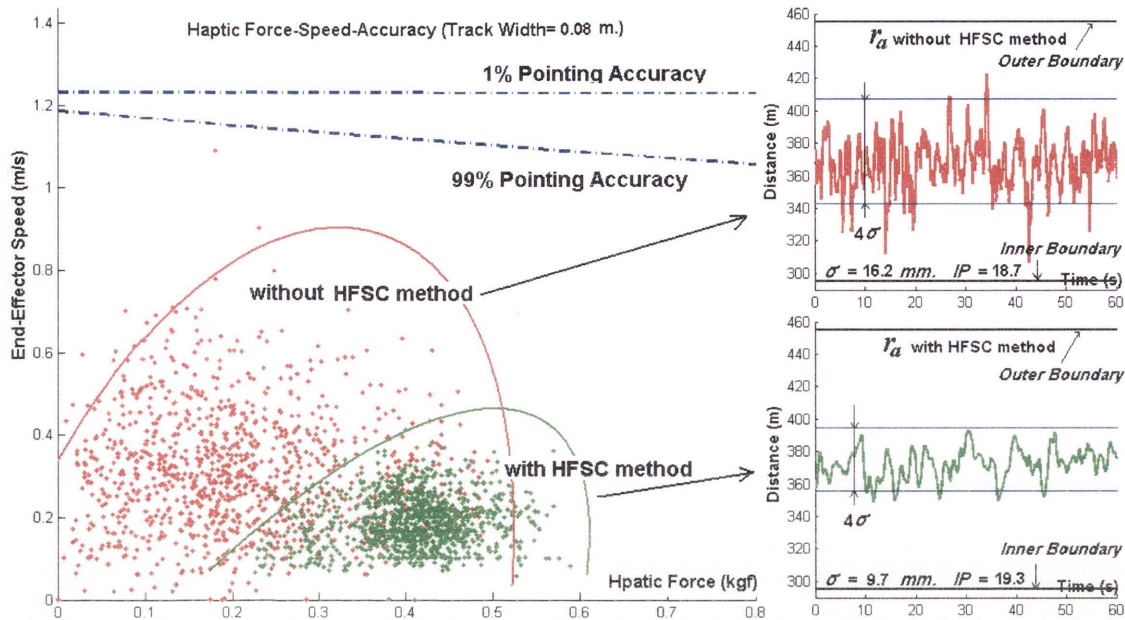 Haptic Force-Speed-Accuracy (Track Width= 0.08 m.)
1% Pointing Accuracy
99% Pointing Accuracy
without HFSC method
with HFSC method
End-Effector Speed (m/s)
1.4
1.2
1
0.8
0.6
0.4
0.2
0
Hpatic Force (kgf)
0 0.1 0.2 0.3 0.4 0.5 0.6 0.7 0.8
460
440
420
400
380
360
340
320
300
Distance (m)
ra without HFSC method
Outer Boundary
4σ
Inner Boundary
σ = 16.2 mm. IP = 18.7
Time (s)
0 10 20 30 40 50 60
460
440
420
400
380
360
340
320
300
Distance (m)
ra with HFSC method
Outer Boundary
4σ
Inner Boundary
σ = 9.7 mm. IP = 19.3
Time (s)
0 10 20 30 40 50 60